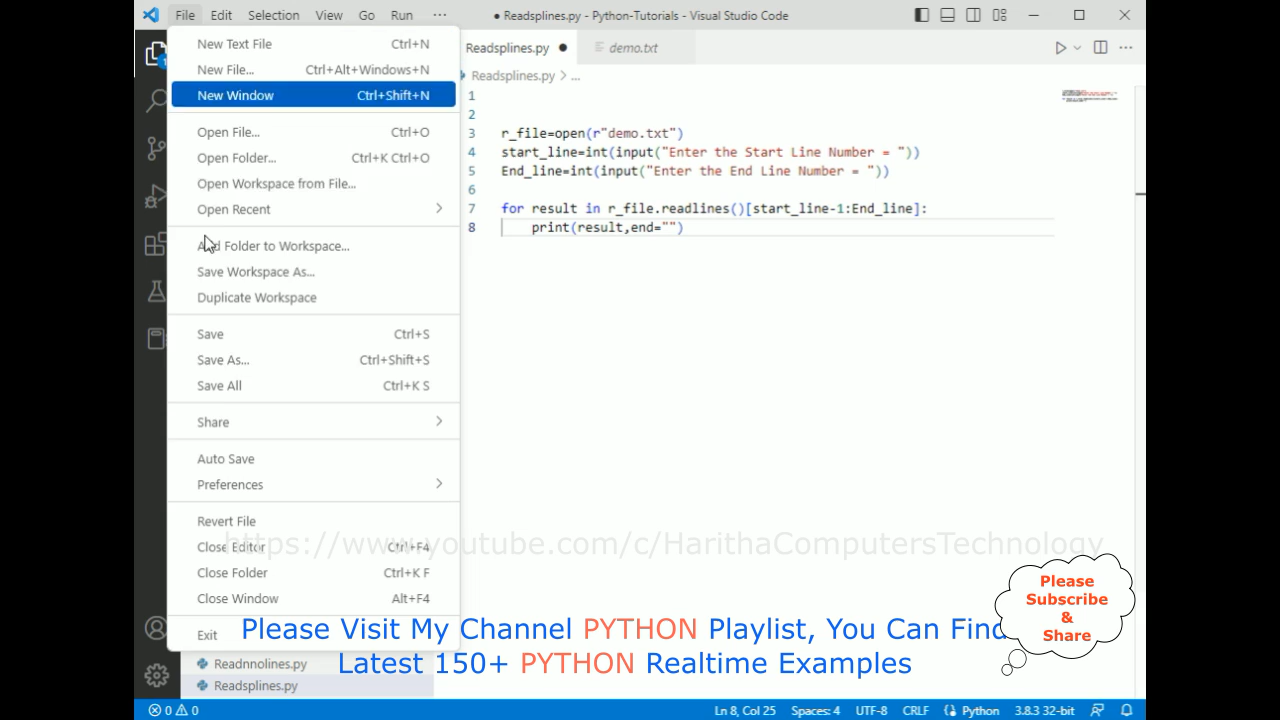 File Edit Selection View Go Run ··· ● Readsplines.py - Python-Tutorials - Visual Studio Code
New Text File Ctrl+N
New File... Ctrl+Alt+Windows+N
New Window Ctrl+Shift+N
Open File... Ctrl+O
Open Folder... Ctrl+K Ctrl+O
Open Workspace from File...
Open Recent
Add Folder to Workspace...
Save Workspace As...
Duplicate Workspace
Save Ctrl+S
Save As... Ctrl+Shift+S
Save All Ctrl+K S
Share
Auto Save
Preferences
Revert File
Close Editor Ctrl+F4
Close Folder Ctrl+K F
Close Window Alt+F4
Exit
Readnnolines.py
Readsplines.py
Readsplines.py ● demo.txt
Readsplines.py > ...
1
2
3 r_file=open(r"demo.txt")
4 start_line=int(input("Enter the Start Line Number = "))
5 End_line=int(input("Enter the End Line Number = "))
6
7 for result in r_file.readlines()[start_line-1:End_line]:
8 print(result,end="")
https://www.youtube.com/c/HarithaComputersTechnology
Please
Subscribe
&
Share
Please Visit My Channel PYTHON Playlist, You Can Find
Latest 150+ PYTHON Realtime Examples
0 0 Ln 8, Col 25 Spaces: 4 UTF-8 CRLF Python 3.8.3 32-bit